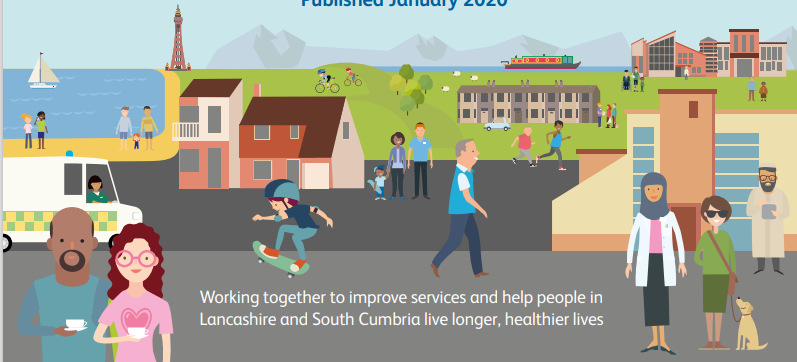 Published January 2020
Working together to improve services and help people in
Lancashire and South Cumbria live longer, healthier lives